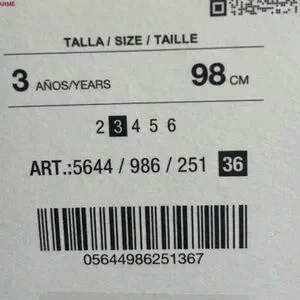 ARME
TALLA / SIZE / TAILLE
3 AÑOS/YEARS 98 CM
2 3 4 5 6
ART.:5644 / 986 / 251 36
05644986251367